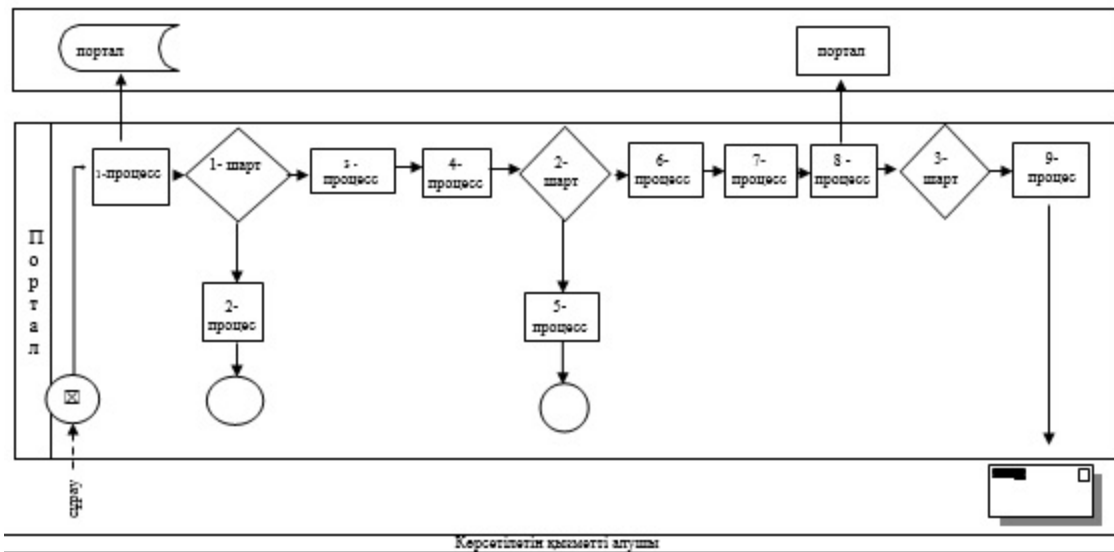 портал
портал
1-процесс
1- шарт
з -
процесс
4-
процесс
2-
шарт
6-
процесс
7-
процесс
8 -
процесс
3-
шарт
9-
процес
Портал
2-
процес
5-
процесс
сұрау
Көрсетілетін қызметті алушы